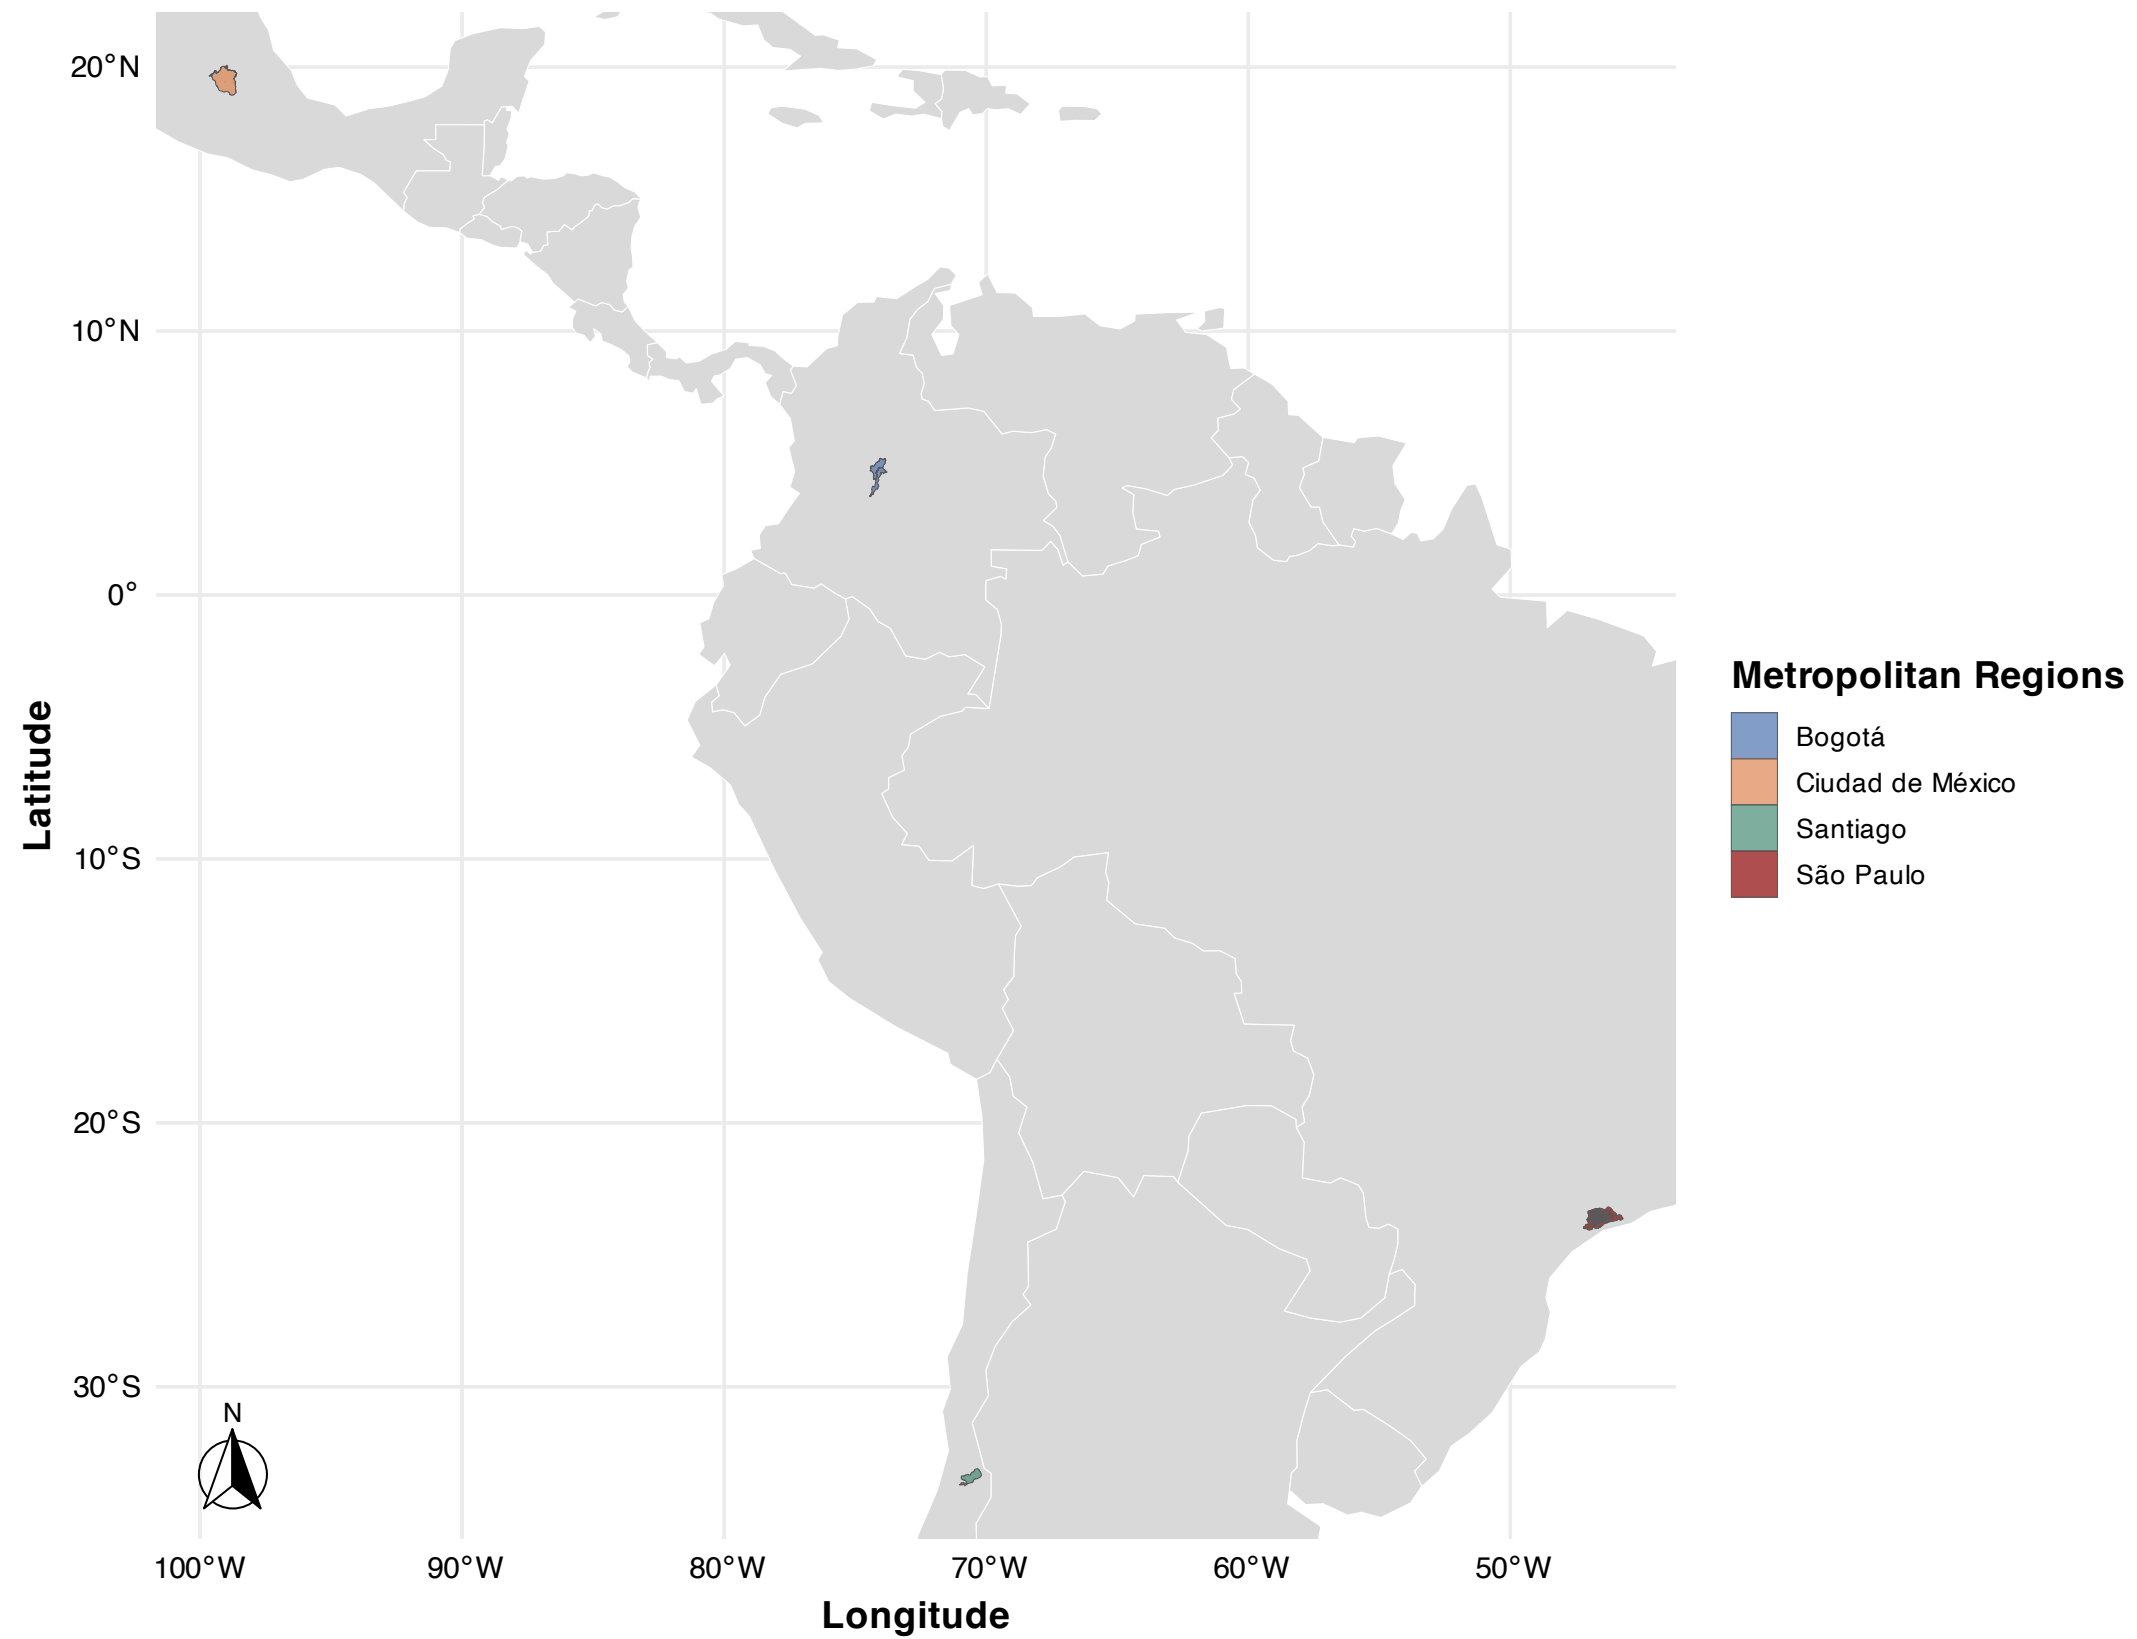 20°N
10°N
0°
10°S
20°S
30°S
Latitude
N
100°W
90°W
80°W
70°W
60°W
50°W
Longitude
Metropolitan Regions
Bogotá
Ciudad de México
Santiago
São Paulo